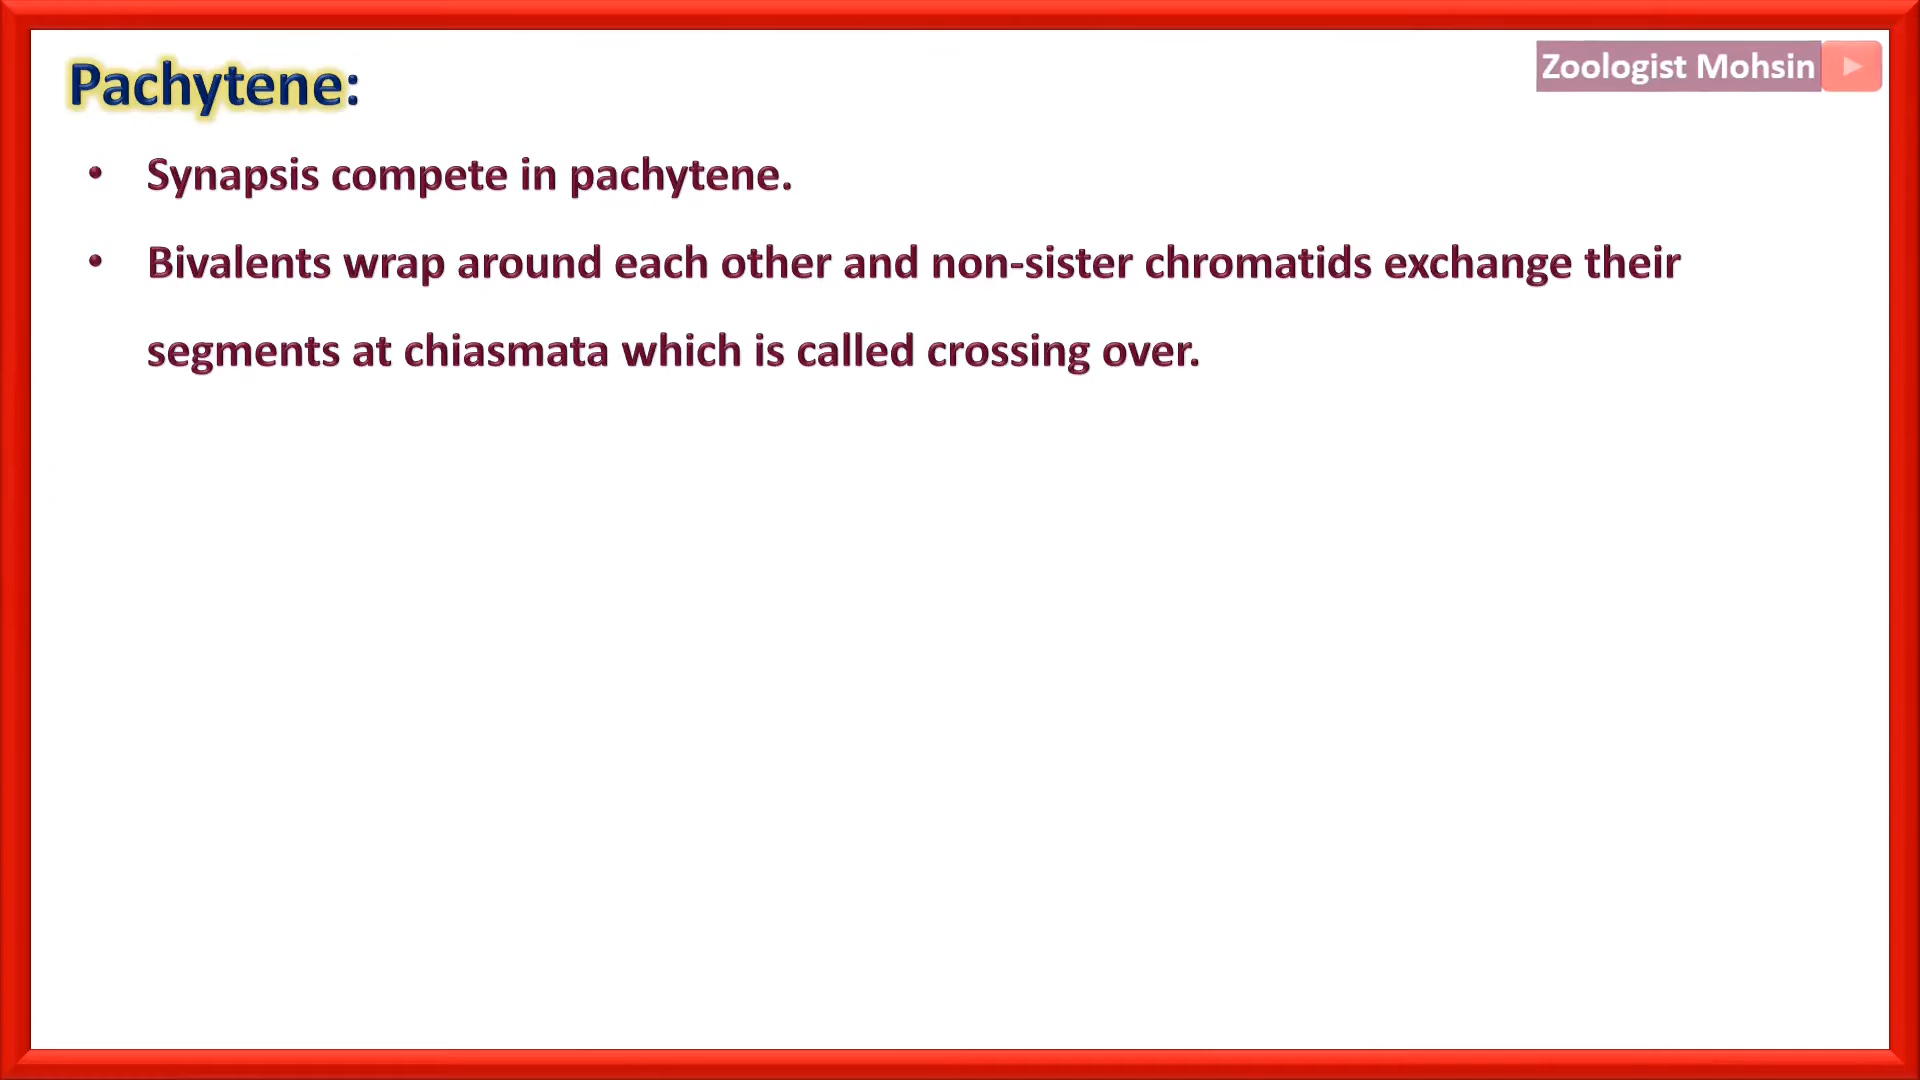 Pachytene:
Zoologist Mohsin
• Synapsis compete in pachytene.
• Bivalents wrap around each other and non-sister chromatids exchange their
segments at chiasmata which is called crossing over.